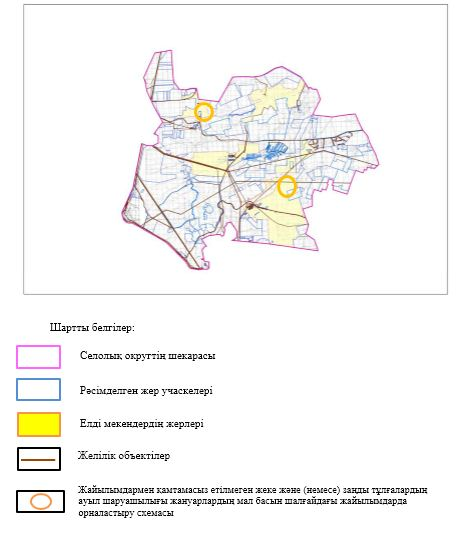 Шартты белгілер:
Селолық округтің шекарасы
Рәсімделген жер учаскелері
Елді мекендердің жерлері
Желілік объектілер
Жайылымдармен қамтамасыз етілмеген жеке және (немесе) заңды тұлғалардың
ауыл шаруашылығы жануарлардың мал басын шалғайдағы жайылымдарда
орналастыру схемасы